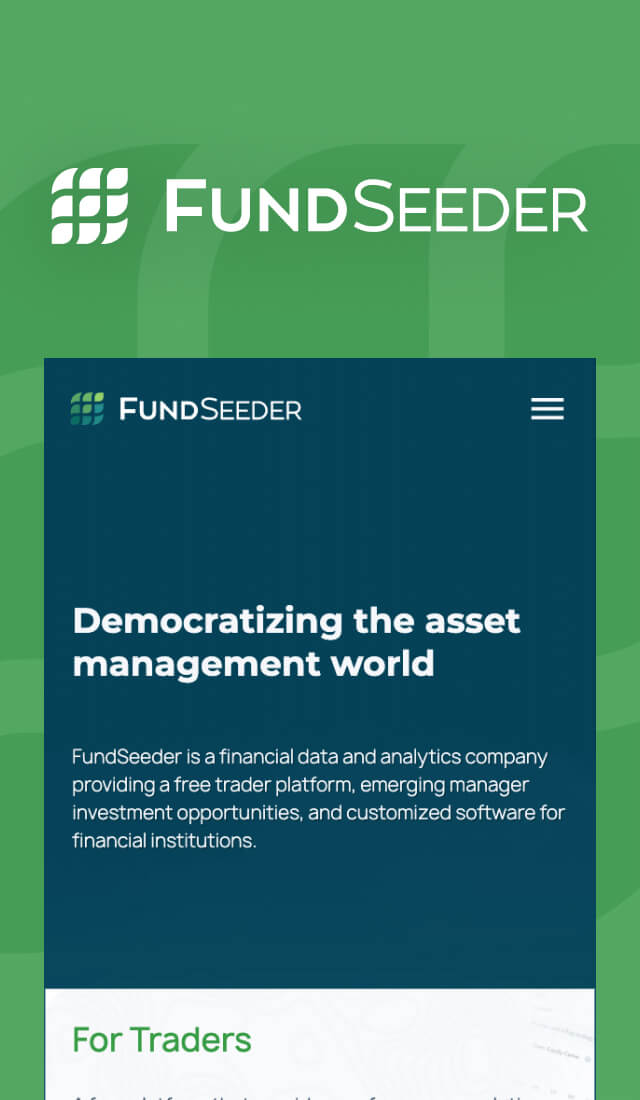 FUNDSEEDER
FUNDSEEDER
Democratizing the asset
management world
FundSeeder is a financial data and analytics company
providing a free trader platform, emerging manager
investment opportunities, and customized software for
financial institutions.
For Traders